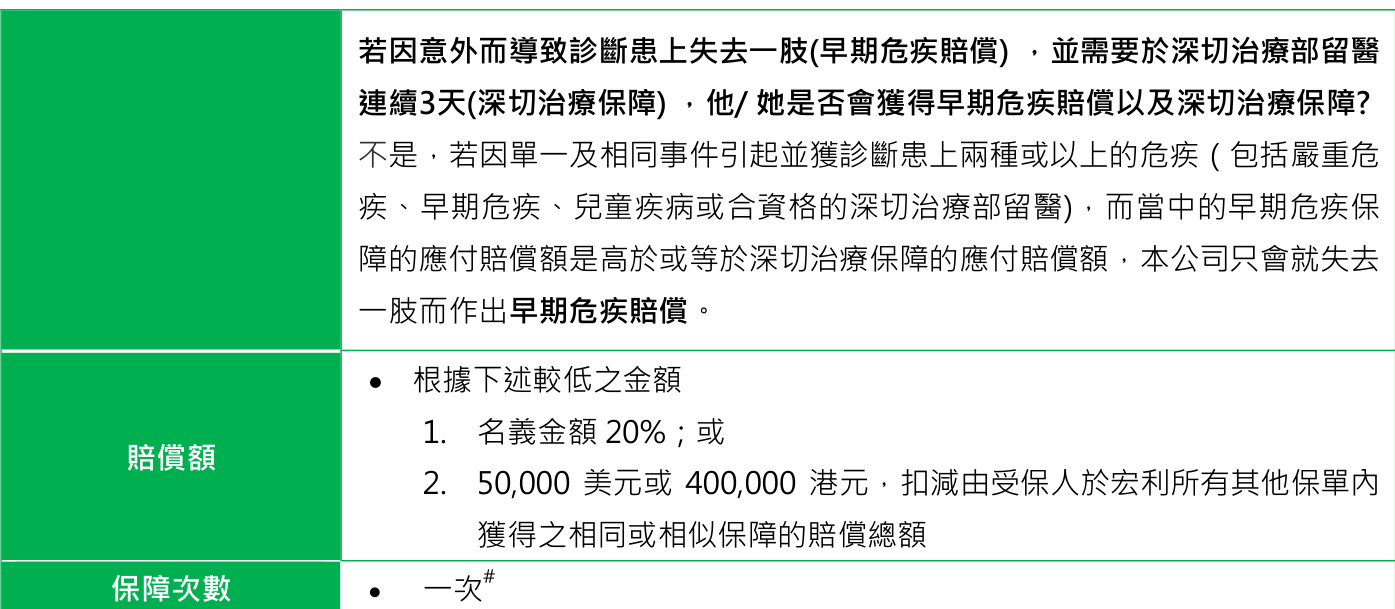 若因意外而導致診斷患上失去一肢(早期危疾賠償)，並需要於深切治療部留醫
連續3天(深切治療保障)，他/ 她是否會獲得早期危疾賠償以及深切治療保障?
不是，若因單一及相同事件引起並獲診斷患上兩種或以上的危疾（包括嚴重危
疾、早期危疾、兒童疾病或合資格的深切治療部留醫)，而當中的早期危疾保
障的應付賠償額是高於或等於深切治療保障的應付賠償額，本公司只會就失去
一肢而作出早期危疾賠償。
賠償額
● 根據下述較低之金額
1. 名義金額 20%；或
2. 50,000 美元或 400,000 港元，扣減由受保人於宏利所有其他保單內
獲得之相同或相似保障的賠償總額
保障次數
● 一次#